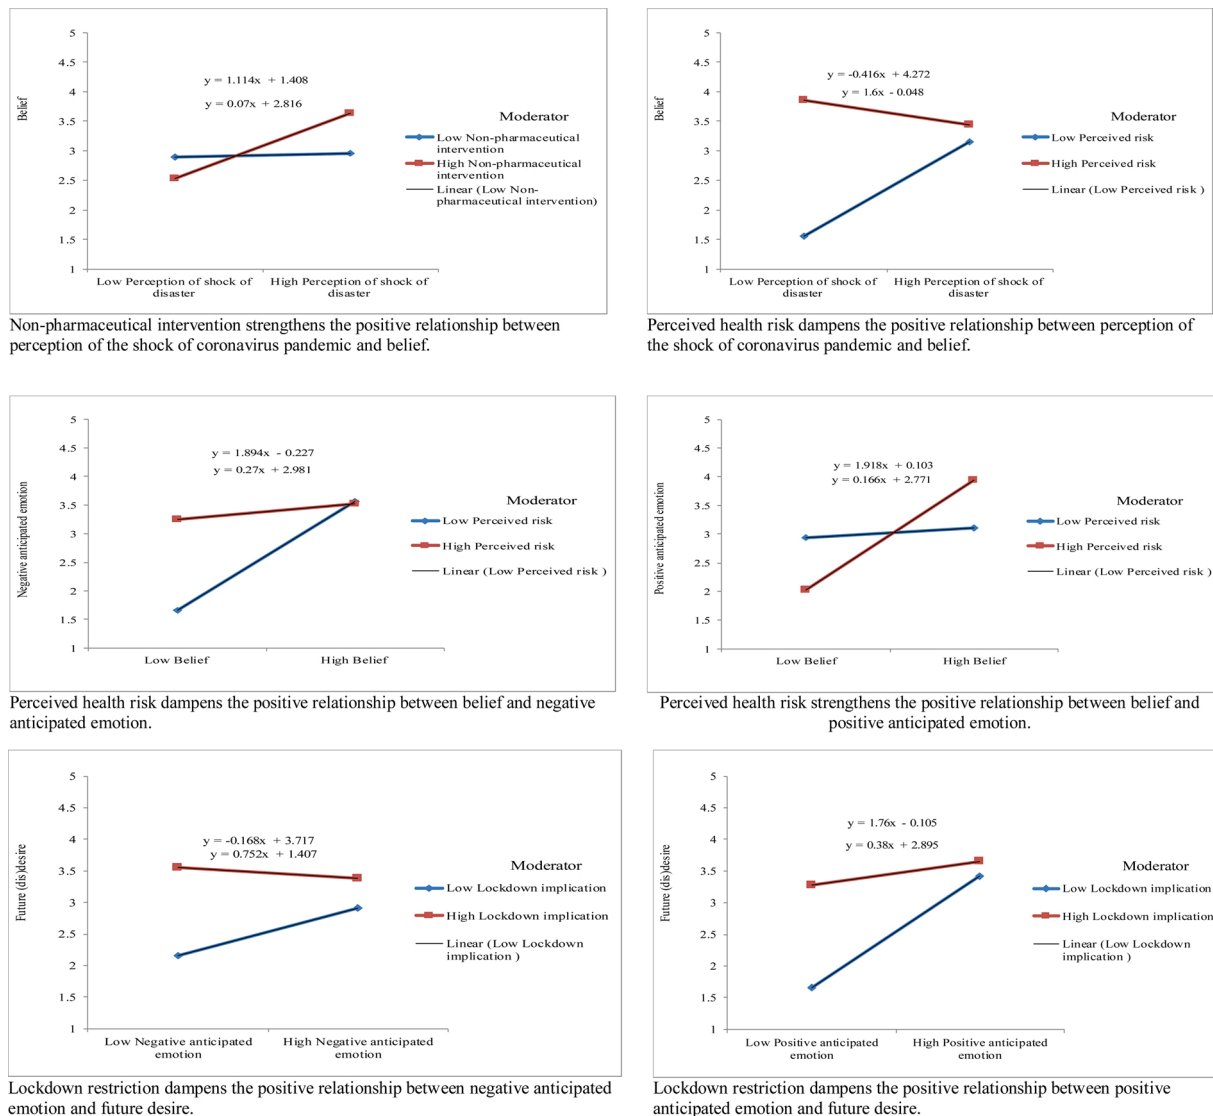 5
4.5
4
3.5
3
2.5
2
1.5
1
Belief
y = 1.114x + 1.408
y = 0.07x + 2.816
Moderator
Low Non-pharmaceutical
intervention
High Non-pharmaceutical
intervention
Linear (Low Non-
pharmaceutical intervention)
Low Perception of shock of
disaster
High Perception of shock of
disaster
Non-pharmaceutical intervention strengthens the positive relationship between
perception of the shock of coronavirus pandemic and belief.
5
4.5
4
3.5
3
2.5
2
1.5
1
Belief
y = -0.416x + 4.272
y = 1.6x - 0.048
Moderator
Low Perceived risk
High Perceived risk
Linear (Low Perceived risk )
Low Perception of shock of
disaster
High Perception of shock of
disaster
Perceived health risk dampens the positive relationship between perception of
the shock of coronavirus pandemic and belief.
5
4.5
4
3.5
3
2.5
2
1.5
1
Negative anticipated emotion
y = 1.894x - 0.227
y = 0.27x + 2.981
Moderator
Low Perceived risk
High Perceived risk
Linear (Low Perceived risk )
Low Belief
High Belief
Perceived health risk dampens the positive relationship between belief and negative
anticipated emotion.
5
4.5
4
3.5
3
2.5
2
1.5
1
Positive anticipated emotion
y = 1.918x + 0.103
y = 0.166x + 2.771
Moderator
Low Perceived risk
High Perceived risk
Linear (Low Perceived risk )
Low Belief
High Belief
Perceived health risk strengthens the positive relationship between belief and
positive anticipated emotion.
5
4.5
4
3.5
3
2.5
2
1.5
1
Future (dis)desire
y = -0.168x + 3.717
y = 0.752x + 1.407
Moderator
Low Lockdown implication
High Lockdown implication
Linear (Low Lockdown
implication )
Low Negative anticipated
emotion
High Negative anticipated
emotion
Lockdown restriction dampens the positive relationship between negative anticipated
emotion and future desire.
5
4.5
4
3.5
3
2.5
2
1.5
1
Future (dis)desire
y = 1.76x - 0.105
y = 0.38x + 2.895
Moderator
Low Lockdown implication
High Lockdown implication
Linear (Low Lockdown
implication )
Low Positive anticipated
emotion
High Positive anticipated
emotion
Lockdown restriction dampens the positive relationship between positive
anticipated emotion and future desire.